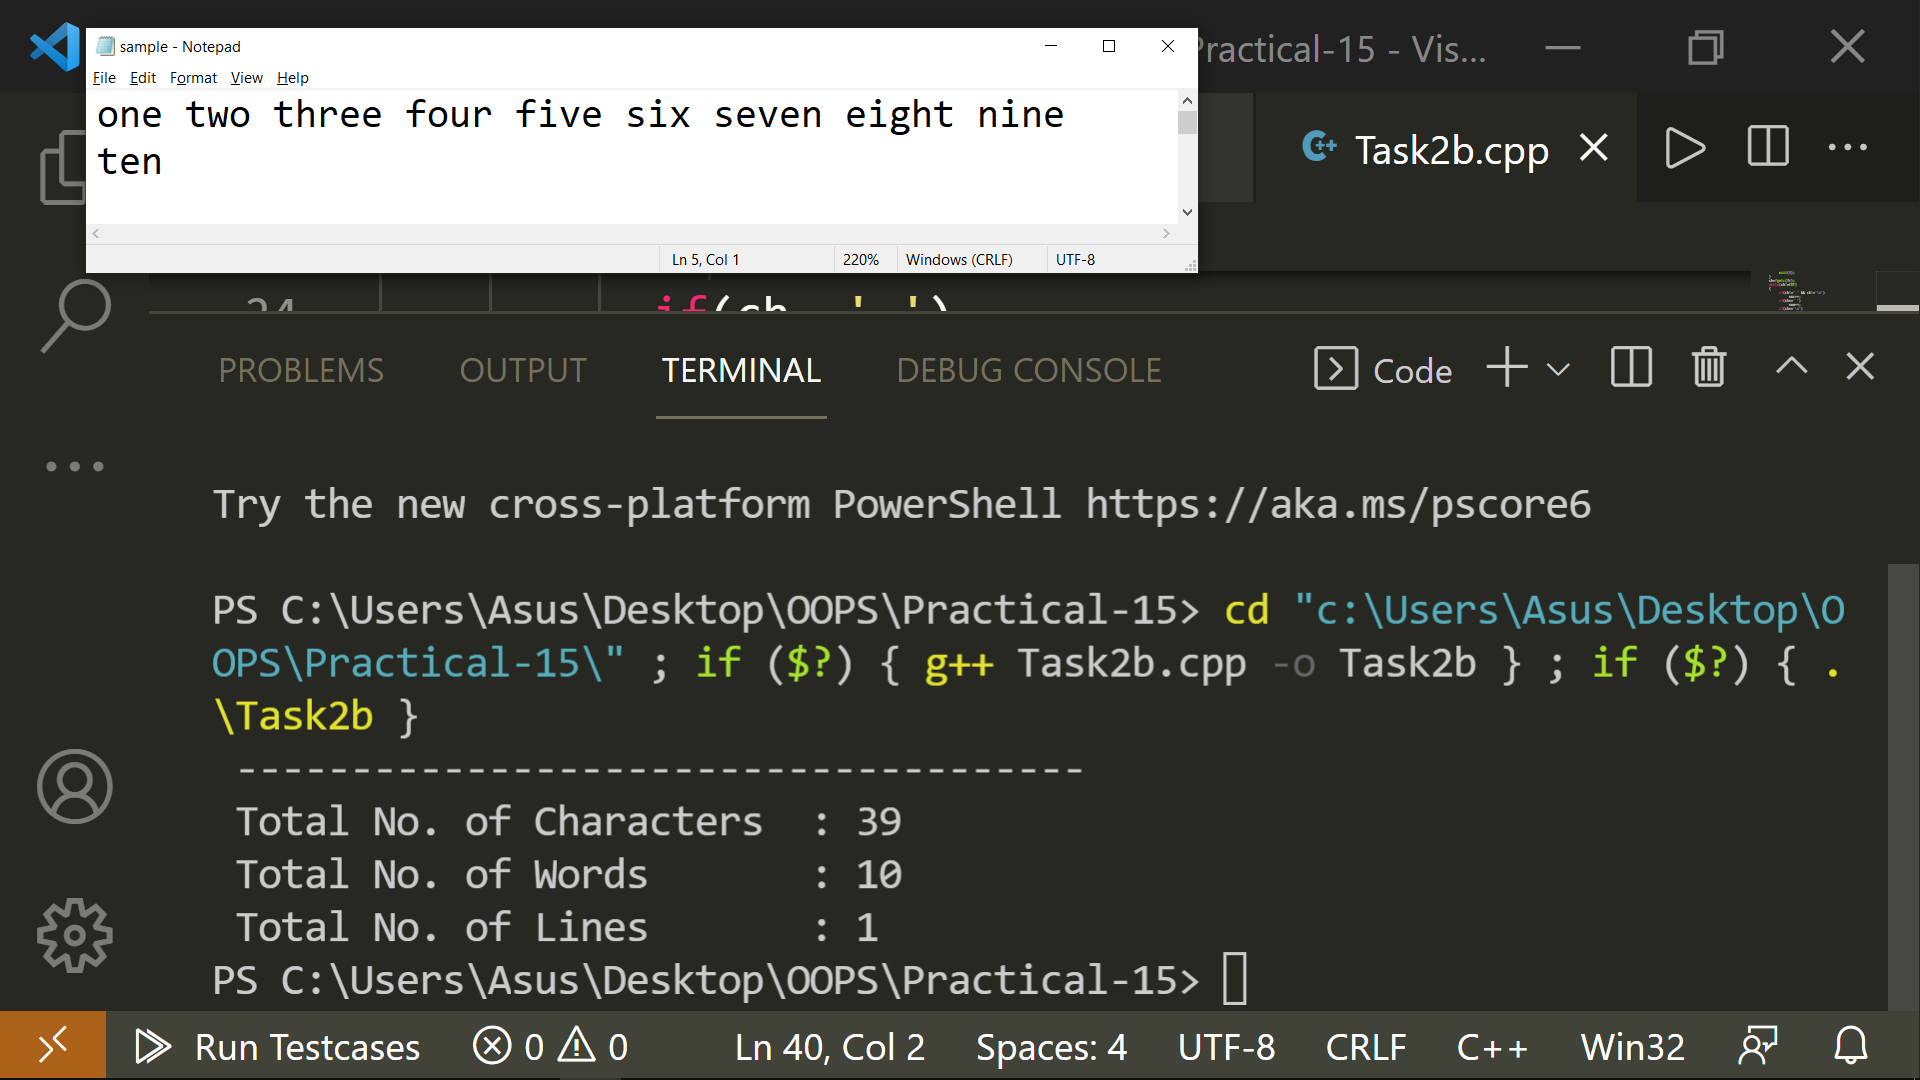 sample - Notepad
File Edit Format View Help
one two three four five six seven eight nine
ten
Ln 5, Col 1 220% Windows (CRLF) UTF-8
Practical-15 - Vis...
Task2b.cpp
24 if(ch ' ')
PROBLEMS OUTPUT TERMINAL DEBUG CONSOLE Code
Try the new cross-platform PowerShell https://aka.ms/pscore6
PS C:\Users\Asus\Desktop\OOPS\Practical-15> cd "c:\Users\Asus\Desktop\O
OPS\Practical-15\" ; if ($?) { g++ Task2b.cpp -o Task2b } ; if ($?) { .
\Task2b }
-------------------------------------
Total No. of Characters : 39
Total No. of Words : 10
Total No. of Lines : 1
PS C:\Users\Asus\Desktop\OOPS\Practical-15>
Run Testcases 0 0 Ln 40, Col 2 Spaces: 4 UTF-8 CRLF C++ Win32